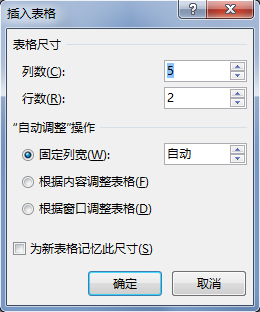 插入表格
表格尺寸
列数(C): 5
行数(R): 2
“自动调整”操作
固定列宽(W): 自动
根据内容调整表格(F)
根据窗口调整表格(D)
为新表格记忆此尺寸(S)
确定 取消